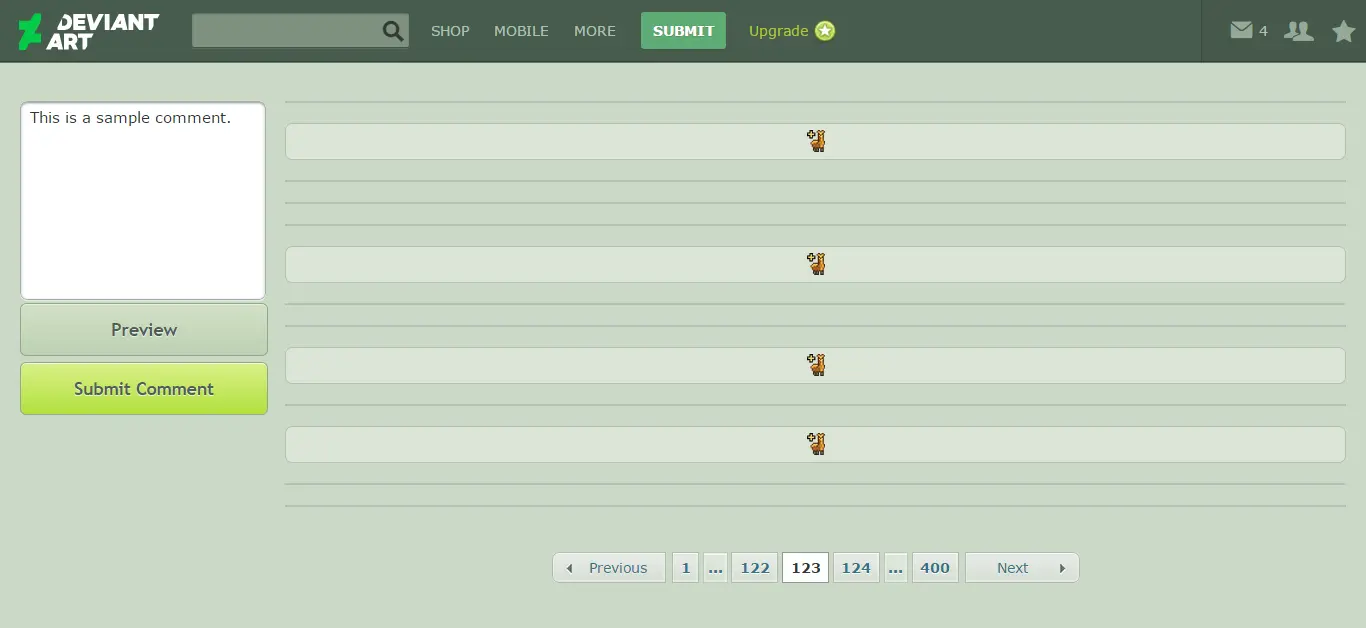 DEVIANT
ART
SHOP MOBILE MORE SUBMIT Upgrade 4
This is a sample comment.
Preview
Submit Comment
Previous 1 ... 122 123 124 ... 400 Next